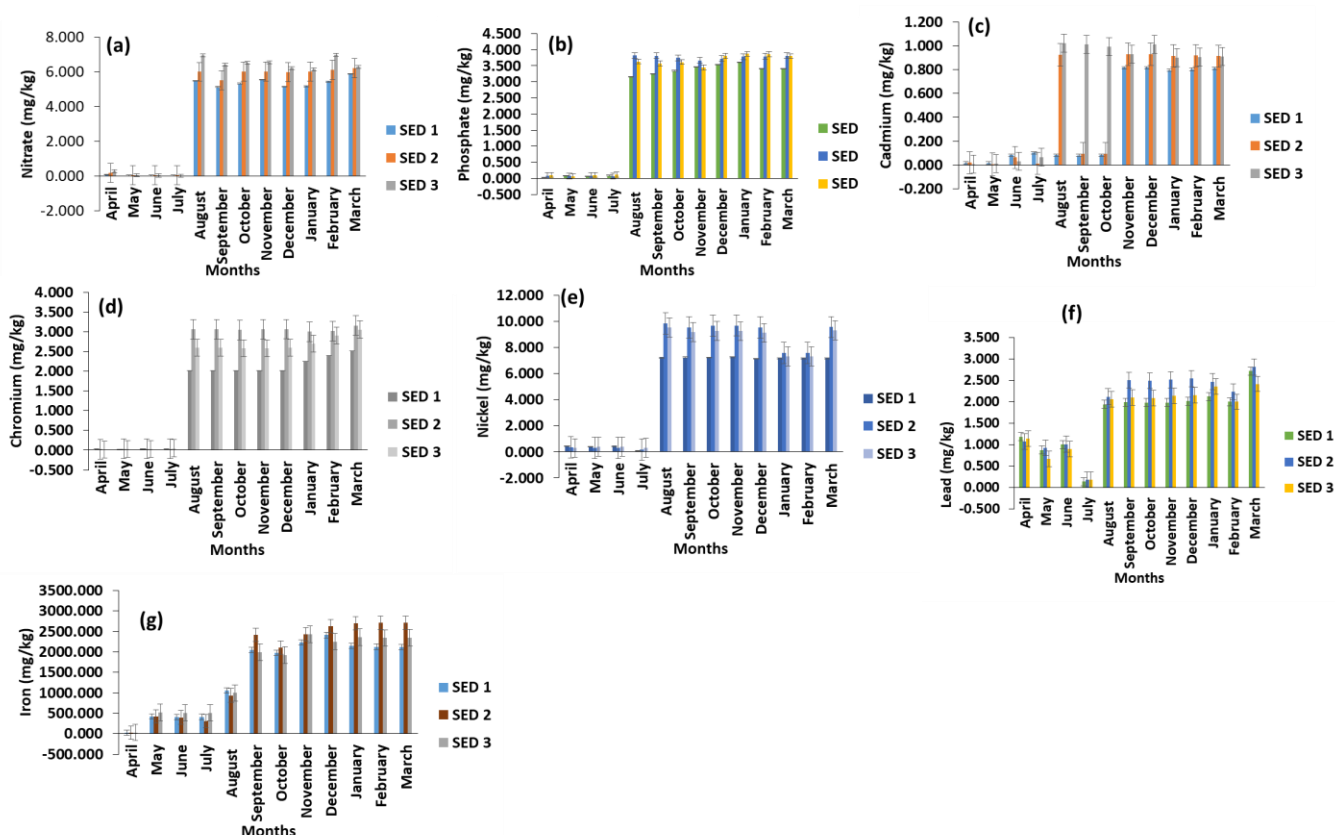 (a)
Nitrate (mg/kg)
8.000
6.000
4.000
2.000
0.000
-2.000
April
May
June
July
August
September
October
November
December
January
February
March
Months
SED 1
SED 2
SED 3
(b)
Phosphate (mg/kg)
4.500
3.500
2.500
1.500
0.500
-0.500
April
May
June
July
August
September
October
November
December
January
February
March
Months
SED
SED
SED
(c)
Cadmium (mg/kg)
1.200
1.000
0.800
0.600
0.400
0.200
0.000
-0.200
April
May
June
July
August
September
October
November
December
January
February
March
Months
SED 1
SED 2
SED 3
(d)
Chromium (mg/kg)
4.000
3.500
3.000
2.500
2.000
1.500
1.000
0.500
0.000
-0.500
April
May
June
July
August
September
October
November
December
January
February
March
Months
SED 1
SED 2
SED 3
(e)
Nickel (mg/kg)
12.000
10.000
8.000
6.000
4.000
2.000
0.000
-2.000
April
May
June
July
August
September
October
November
December
January
February
March
Months
SED 1
SED 2
SED 3
(f)
Lead (mg/kg)
3.500
3.000
2.500
2.000
1.500
1.000
0.500
0.000
-0.500
April
May
June
July
August
September
October
November
December
January
February
March
Months
SED 1
SED 2
SED 3
(g)
Iron (mg/kg)
3500.000
3000.000
2500.000
2000.000
1500.000
1000.000
500.000
0.000
-500.000
April
May
June
July
August
September
October
November
December
January
February
March
Months
SED 1
SED 2
SED 3